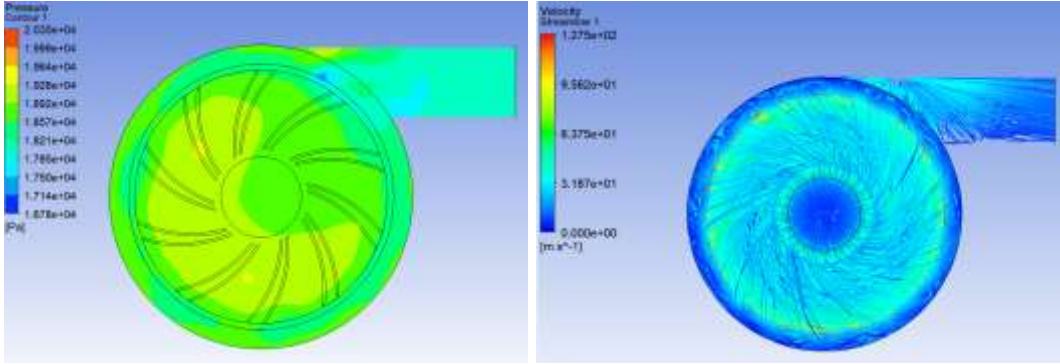 Pressure
Contour 1
2.035e+04
1.999e+04
1.964e+04
1.928e+04
1.892e+04
1.857e+04
1.821e+04
1.785e+04
1.750e+04
1.714e+04
1.678e+04
[Pa]
Velocity
Streamline 1
1.275e+02
9.562e+01
6.375e+01
3.187e+01
0.000e+00
[m s^-1]